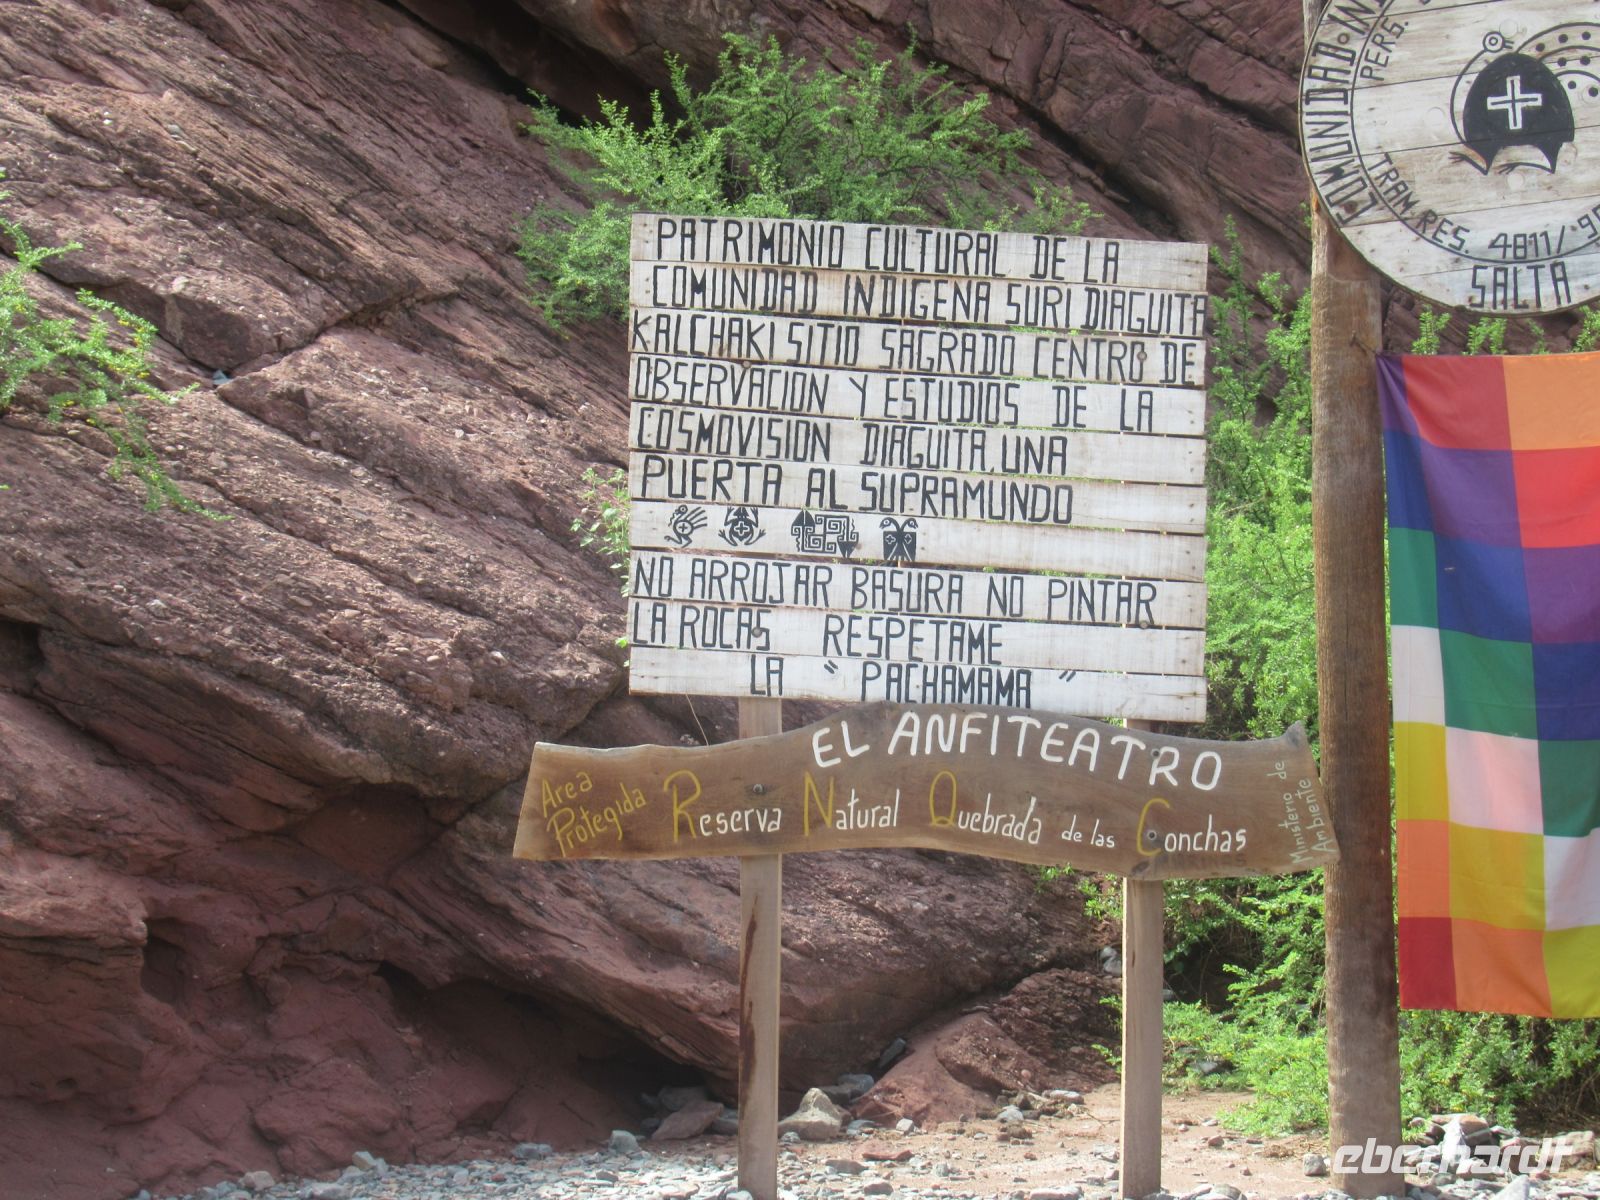 PATRIMONIO CULTURAL DE LA
COMUNIDAD INDIGENA SURI DIAGUITA
KALCHAKI SITIO SAGRADO CENTRO DE
OBSERVACION Y ESTUDIOS DE LA
COSMOVISION DIAGUITA, UNA
PUERTA AL SUPRAMUNDO
NO ARROJAR BASURA NO PINTAR
LA ROCAS RESPETAME
LA "PACHAMAMA"
EL ANFITEATRO
Area
Protegida
Reserva Natural Quebrada de las Conchas
Ministerio de
Ambiente
COMUNIDAD
PERS.
TRAM. RES. 4811/
SALTA
eberhardt